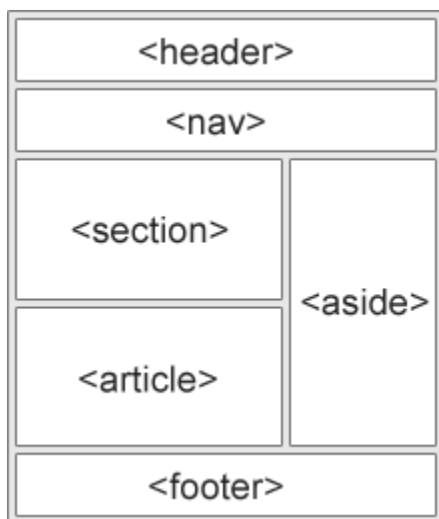 <header>
<nav>
<section>
<aside>
<article>
<footer>